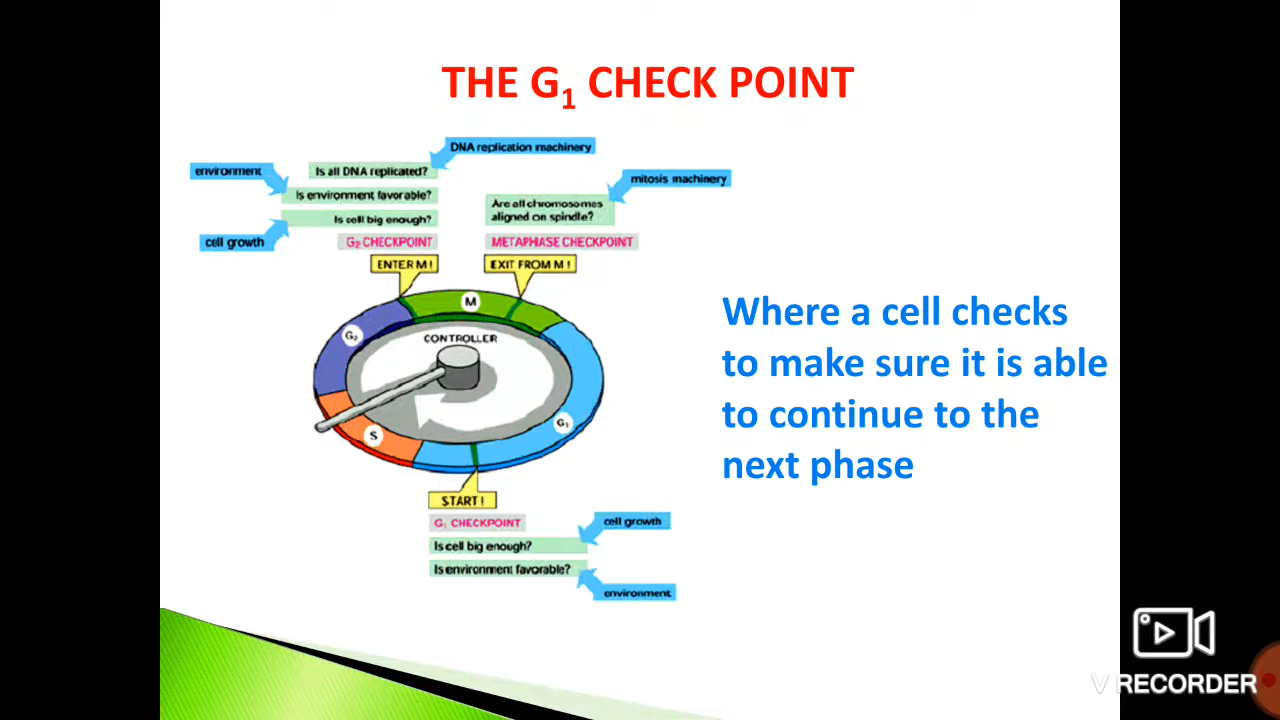 THE G₁ CHECK POINT
DNA replication machinery
environment
Is all DNA replicated?
mitosis machinery
Is environment favorable?
Are all chromosomes
aligned on spindle?
Is cell big enough?
cell growth
G₂ CHECKPOINT
METAPHASE CHECKPOINT
ENTER M!
EXIT FROM M!
M
G₂
CONTROLLER
G₁
S
START!
G₁ CHECKPOINT
cell growth
Is cell big enough?
Is environment favorable?
environment
Where a cell checks
to make sure it is able
to continue to the
next phase
V RECORDER